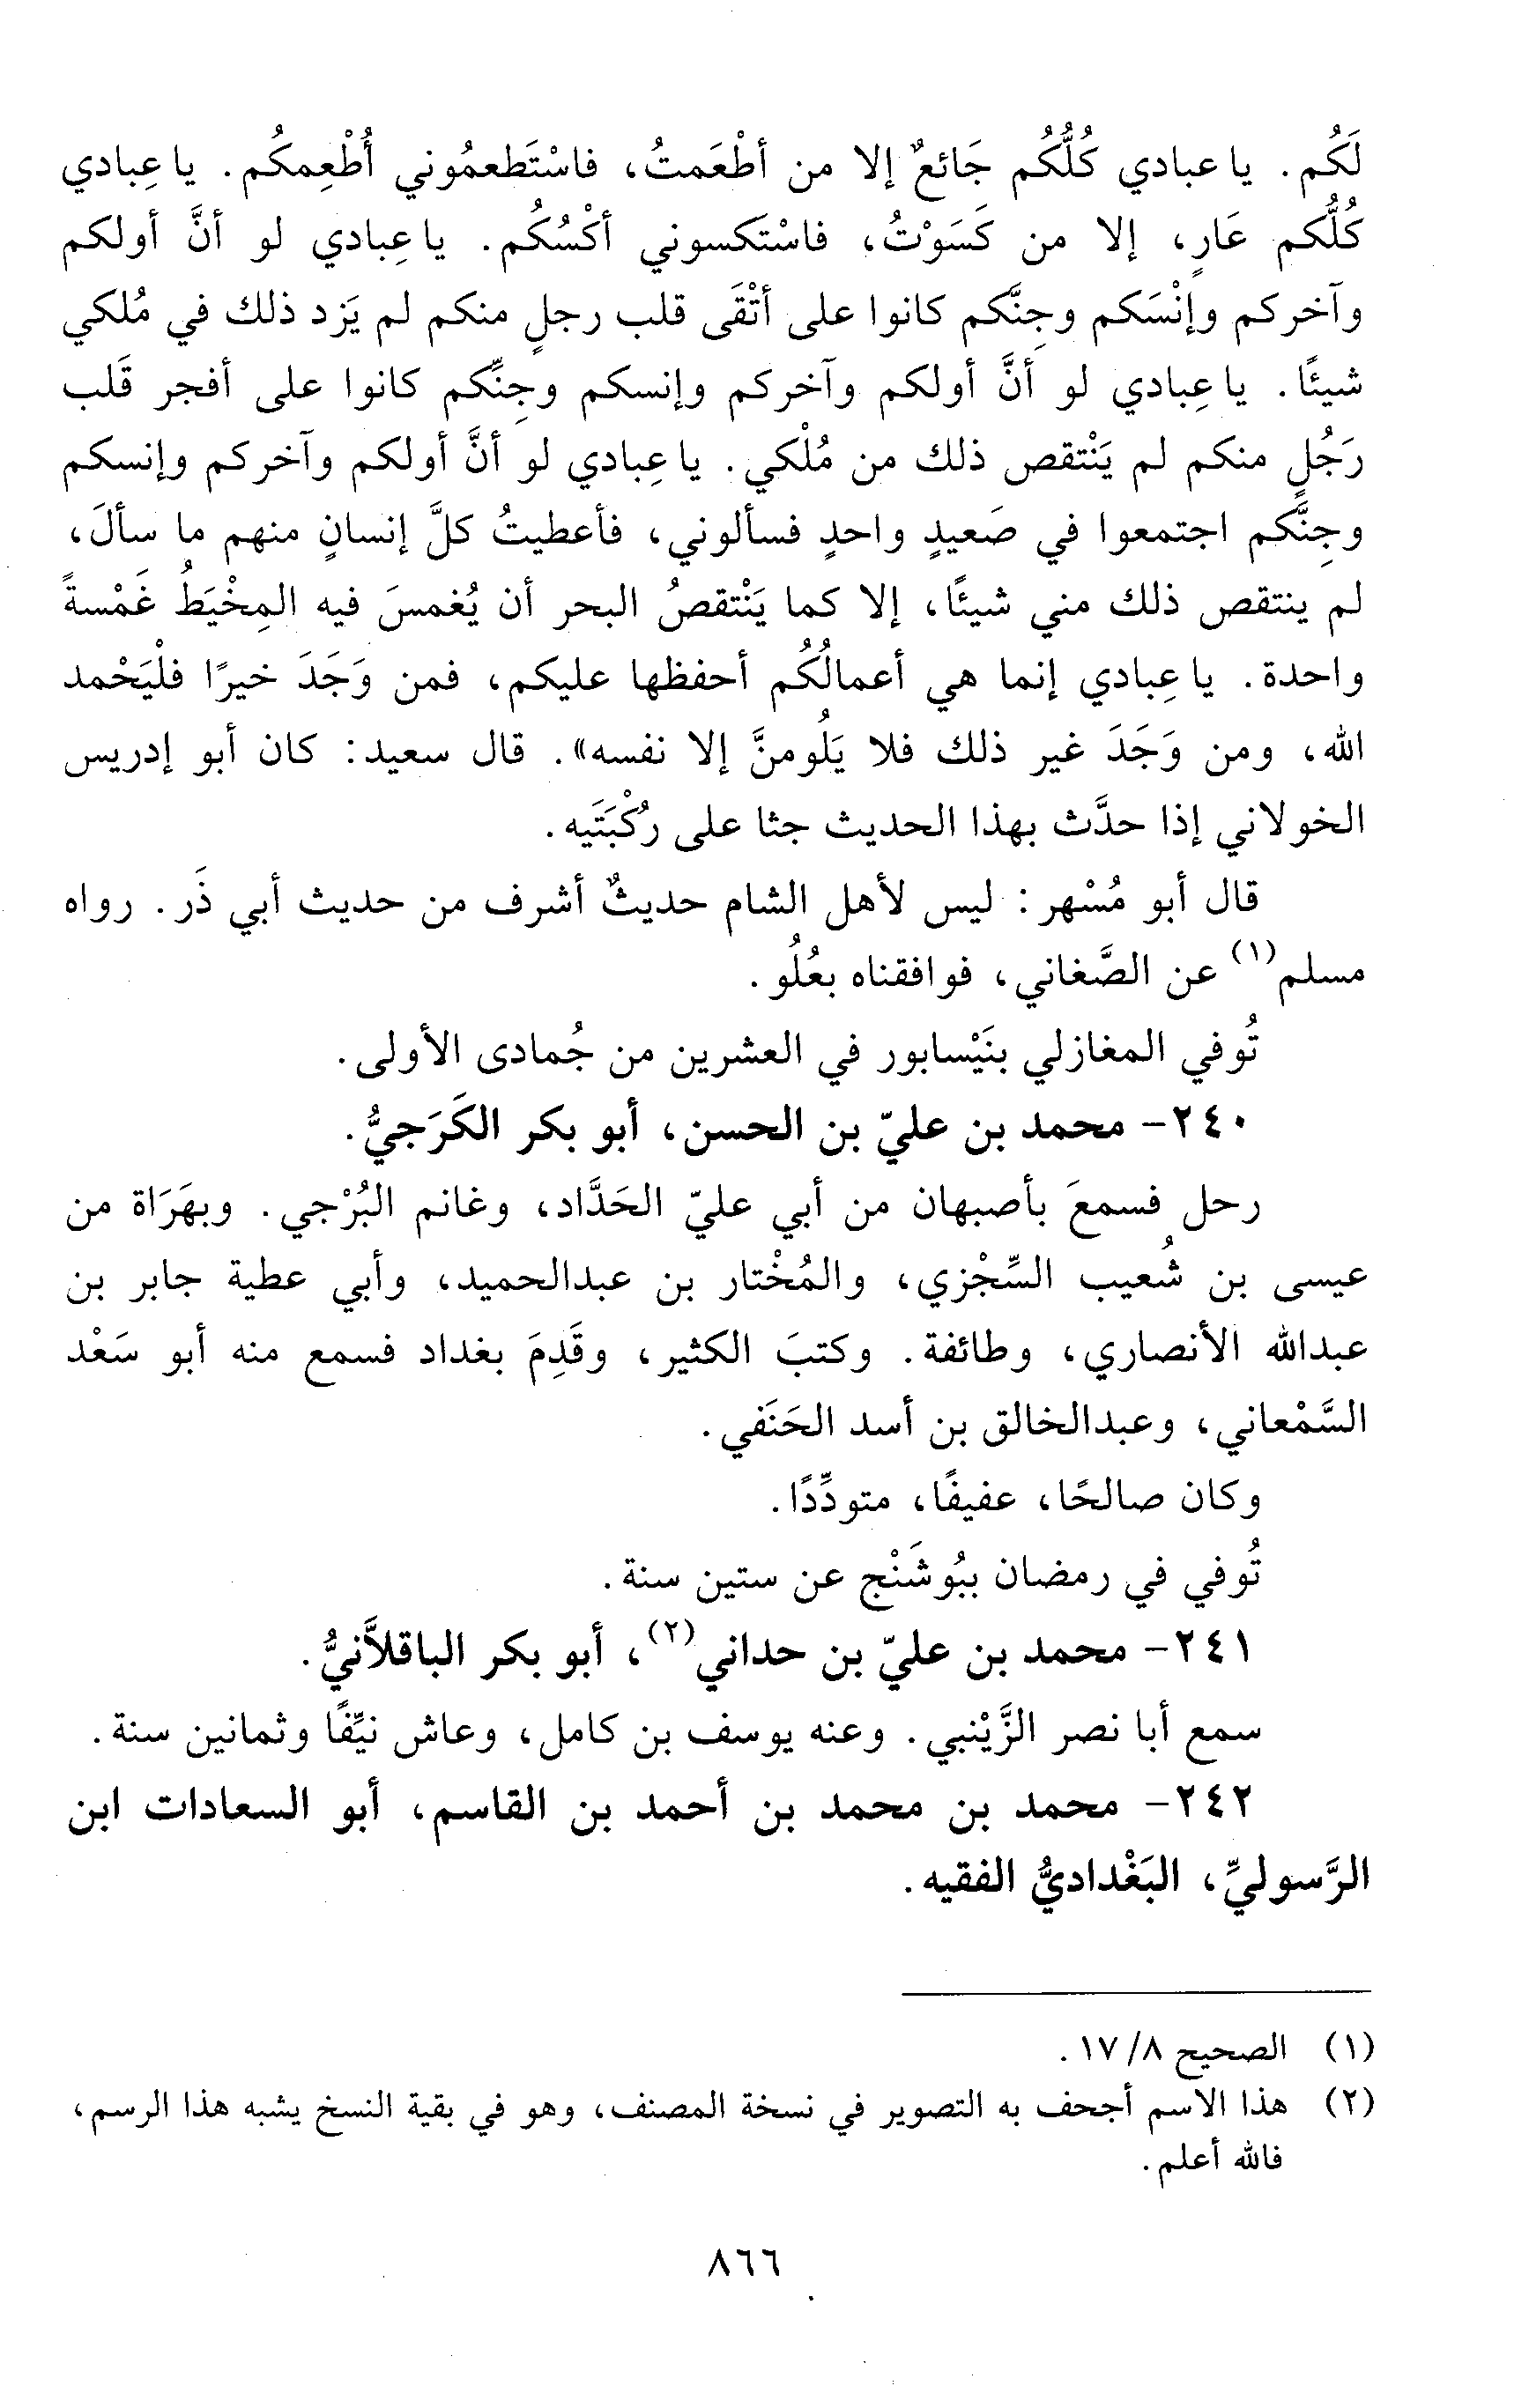 لَكُم. يا عبادي كُلُّكُم جَائعٌ إلا من أطْعَمتُ، فاسْتَطعمُوني أُطْعِمكُم. يا عِبادي
كُلُّكم عَارٍ، إلا من كَسَوْتُ، فاسْتَكسوني أكْسُكُم. يا عِبادي لو أنَّ أولكم
وآخركم وإنْسَكم وجِنَّكم كانوا على أتْقَى قلب رجلٍ منكم لم يَزد ذلك في مُلكي
شيئًا. يا عِبادي لو أنَّ أولكم وآخركم وإنسكم وجِنِّكم كانوا على أفجر قَلب
رَجُلٍ منكم لم يَنْتقص ذلك من مُلْكي. يا عِبادي لو أنَّ أولكم وآخركم وإنسكم
وجِنَّكم اجتمعوا في صَعيدٍ واحدٍ فسألوني، فأعطيتُ كلَّ إنسانٍ منهم ما سألَ،
لم ينتقص ذلك مني شيئًا، إلا كما يَنْتقصُ البحر أن يُغمسَ فيه المِخْيَطُ غَمْسةً
واحدة. يا عِبادي إنما هي أعمالُكُم أحفظها عليكم، فمن وَجَدَ خيرًا فلْيَحْمد
الله، ومن وَجَدَ غير ذلك فلا يَلُومنَّ إلا نفسه». قال سعيد: كان أبو إدريس
الخولاني إذا حدَّث بهذا الحديث جثا على رُكْبَتَيه.
قال أبو مُسْهر: ليس لأهل الشام حديثٌ أشرف من حديث أبي ذَر. رواه
مسلم(١) عن الصَّغاني، فوافقناه بعُلُو.
تُوفي المغازلي بنَيْسابور في العشرين من جُمادى الأولى.
٢٤٠- محمد بن عليّ بن الحسن، أبو بكر الكَرَجيُّ.
رحل فسمعَ بأصبهان من أبي عليّ الحَدَّاد، وغانم البُرْجي. وبهَرَاة من
عيسى بن شُعيب السِّجْزي، والمُخْتار بن عبدالحميد، وأبي عطية جابر بن
عبدالله الأنصاري، وطائفة. وكتبَ الكثير، وقَدِمَ بغداد فسمع منه أبو سَعْد
السَّمْعاني، وعبدالخالق بن أسد الحَنَفي.
وكان صالحًا، عفيفًا، متودِّدًا.
تُوفي في رمضان ببُوشَنْج عن ستين سنة.
٢٤١- محمد بن عليّ بن حداني(٢)، أبو بكر الباقلاَّنيُّ.
سمع أبا نصر الزَّيْنبي. وعنه يوسف بن كامل، وعاش نيِّفًا وثمانين سنة.
٢٤٢- محمد بن محمد بن أحمد بن القاسم، أبو السعادات ابن
الرَّسوليِّ، البَغْداديُّ الفقيه.
(١) الصحيح ٨/ ١٧.
(٢) هذا الاسم أجحف به التصوير في نسخة المصنف، وهو في بقية النسخ يشبه هذا الرسم،
فالله أعلم.
٨٦٦